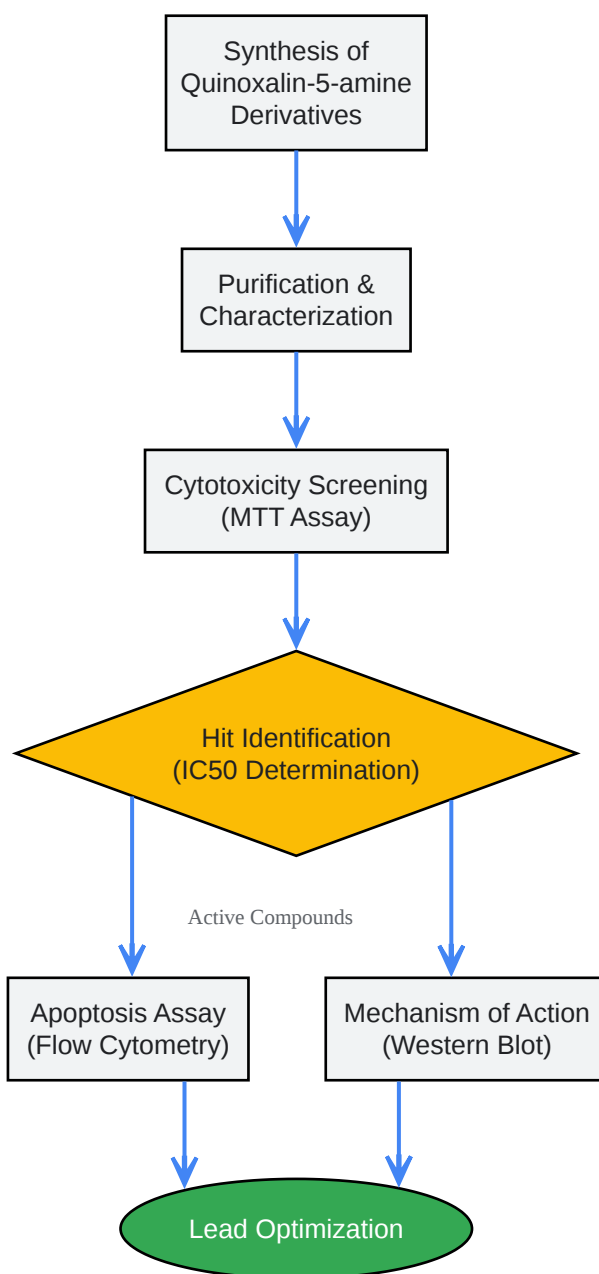 Synthesis of
Quinoxalin-5-amine
Derivatives
Purification &
Characterization
Cytotoxicity Screening
(MTT Assay)
Hit Identification
(IC50 Determination)
Active Compounds
Apoptosis Assay
(Flow Cytometry)
Mechanism of Action
(Western Blot)
Lead Optimization